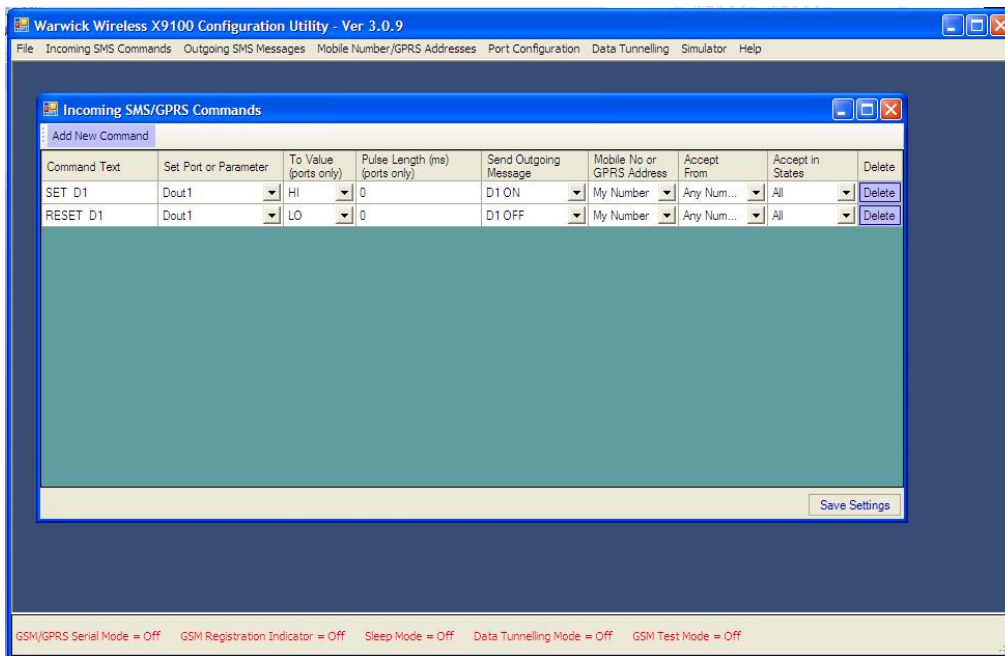 Warwick Wireless X9100 Configuration Utility - Ver 3.0.9
File Incoming SMS Commands Outgoing SMS Messages Mobile Number/GPRS Addresses Port Configuration Data Tunnelling Simulator Help
Incoming SMS/GPRS Commands
Add New Command
Command Text Set Port or Parameter To Value (ports only) Pulse Length (ms) (ports only) Send Outgoing Message Mobile No or GPRS Address Accept From Accept in States Delete
SET D1 Dout1 HI 0 D1 ON My Number Any Num... All Delete
RESET D1 Dout1 LO 0 D1 OFF My Number Any Num... All Delete
Save Settings
GSM/GPRS Serial Mode = Off GSM Registration Indicator = Off Sleep Mode = Off Data Tunnelling Mode = Off GSM Test Mode = Off